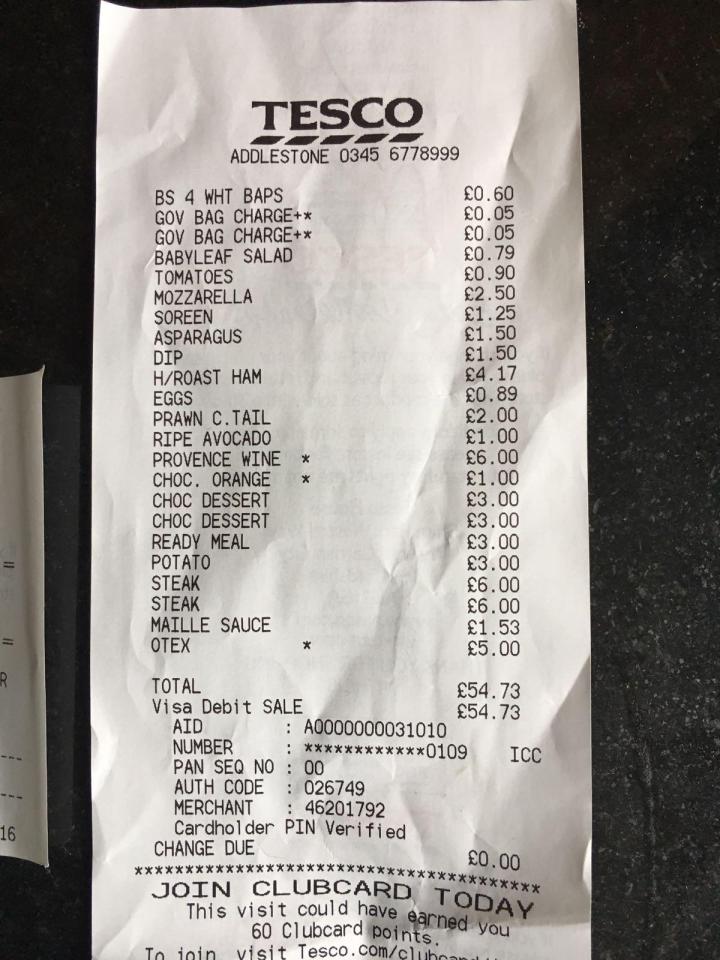 TESCO
ADDLESTONE 0345 6778999
BS 4 WHT BAPS £0.60
GOV BAG CHARGE+* £0.05
GOV BAG CHARGE+* £0.05
BABYLEAF SALAD £0.79
TOMATOES £0.90
MOZZARELLA £2.50
SOREEN £1.25
ASPARAGUS £1.50
DIP £1.50
H/ROAST HAM £4.17
EGGS £0.89
PRAWN C.TAIL £2.00
RIPE AVOCADO £1.00
PROVENCE WINE * £6.00
CHOC. ORANGE * £1.00
CHOC DESSERT £3.00
CHOC DESSERT £3.00
READY MEAL £3.00
POTATO £3.00
STEAK £6.00
STEAK £6.00
MAILLE SAUCE £1.53
OTEX * £5.00
TOTAL £54.73
Visa Debit SALE £54.73
AID : A0000000031010
NUMBER : ************0109 ICC
PAN SEQ NO : 00
AUTH CODE : 026749
MERCHANT : 46201792
Cardholder PIN Verified
CHANGE DUE £0.00
****************************************
JOIN CLUBCARD TODAY
This visit could have earned you
60 Clubcard points.
To join, visit Tesco.com/clubcard
=
=
R
---
---
16